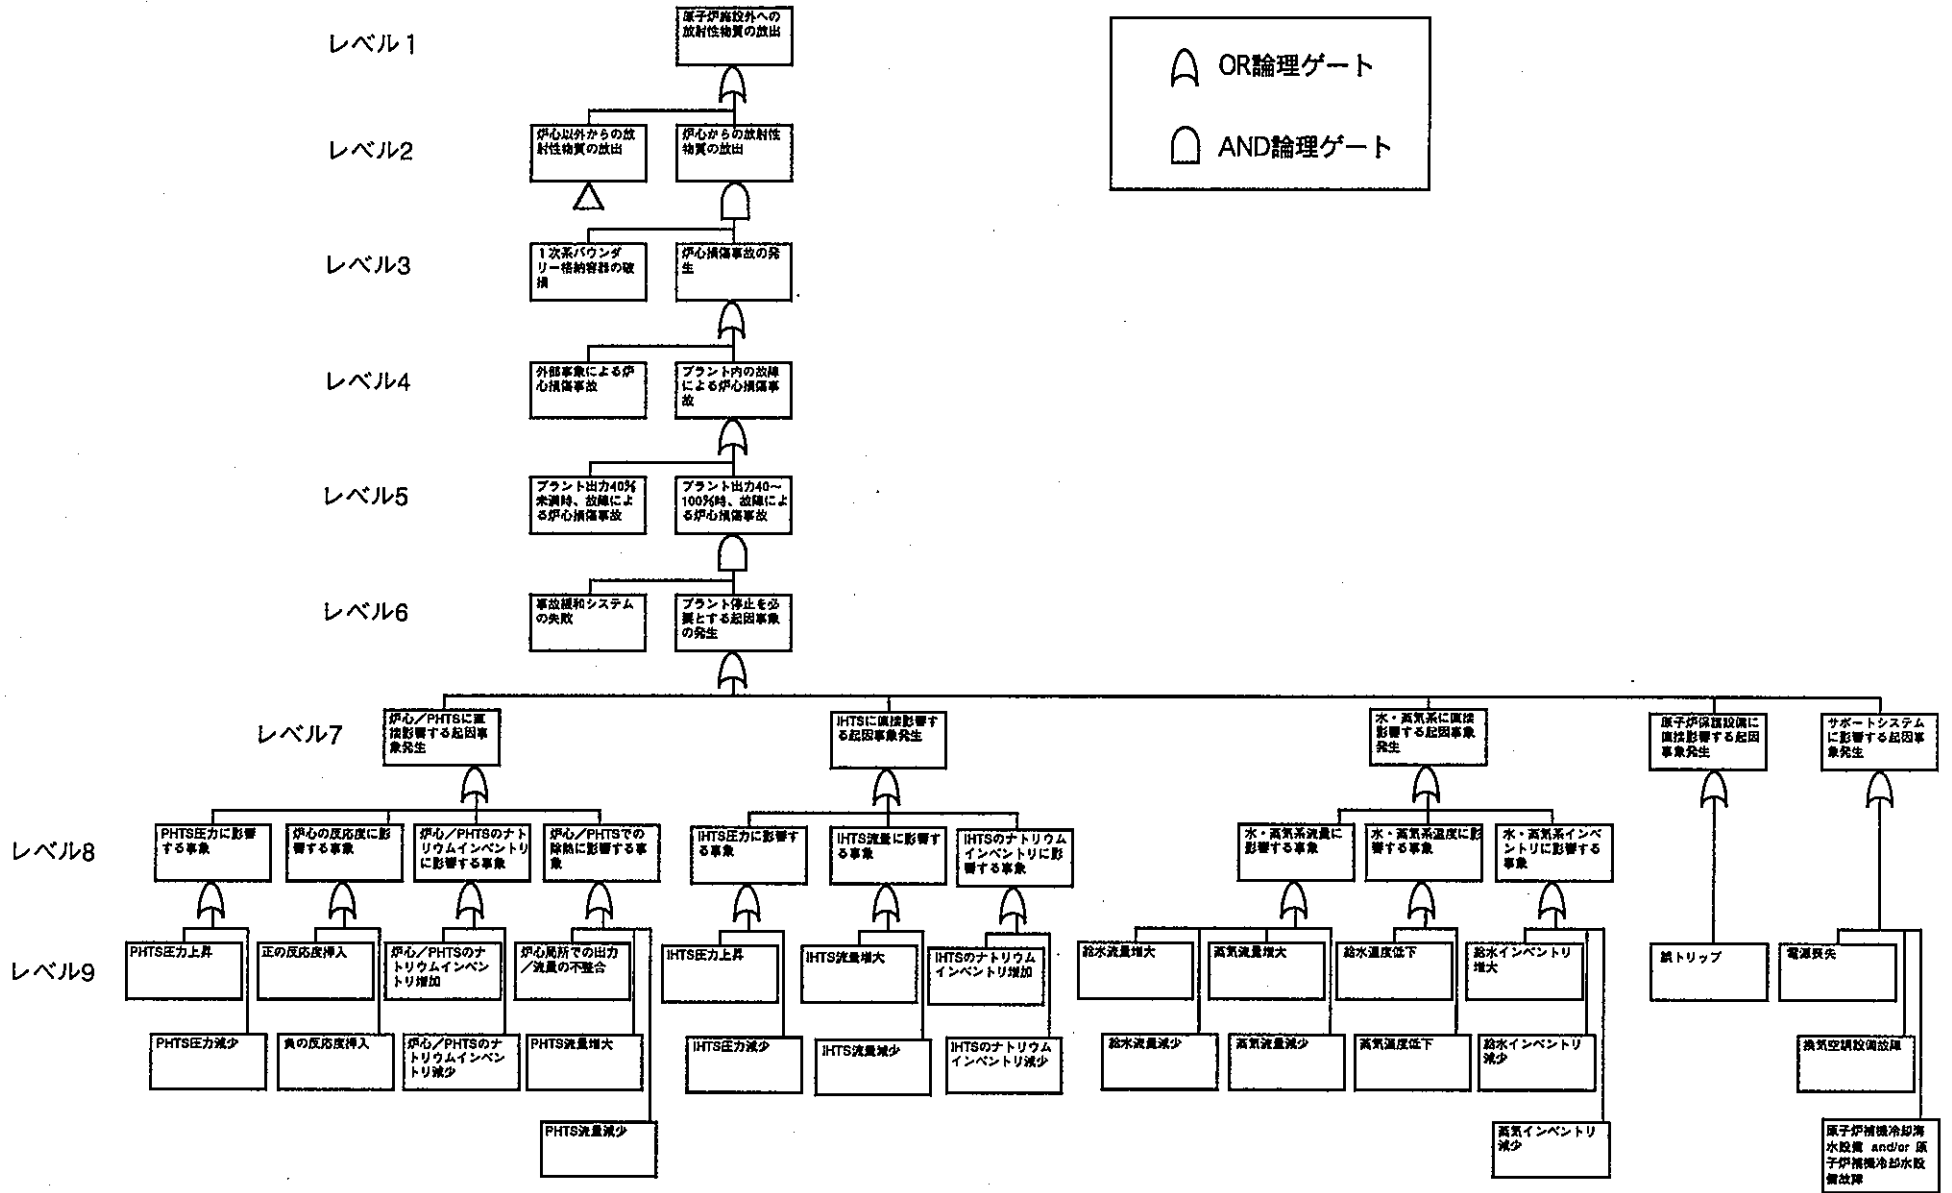 レベル1
原子炉施設外への
放射性物質の放出
OR論理ゲート
AND論理ゲート
レベル2
炉心以外からの放
射性物質の放出
炉心からの放射性
物質の放出
レベル3
1次系バウンダ
リー格納容器の破
損
炉心損傷事故の発
生
レベル4
外部事象による炉
心損傷事故
プラント内の故障
による炉心損傷事
故
レベル5
プラント出力40%
未満時、故障によ
る炉心損傷事故
プラント出力40~
100%時、故障によ
る炉心損傷事故
レベル6
事故緩和システム
の失敗
プラント停止を必
要とする起因事象
の発生
レベル7
炉心/PHTSに直
接影響する起因事
象発生
IHTSに直接影響す
る起因事象発生
水・蒸気系に直接
影響する起因事象
発生
原子炉保護設備に
直接影響する起因
事象発生
サポートシステム
に影響する起因事
象発生
レベル8
PHTS圧力に影響
する事象
炉心の反応度に影
響する事象
炉心/PHTSのナト
リウムインベントリ
に影響する事象
炉心/PHTSでの
除熱に影響する事
象
IHTS圧力に影響す
る事象
IHTS流量に影響す
る事象
IHTSのナトリウム
インベントリに影
響する事象
水・蒸気系流量に
影響する事象
水・蒸気系温度に影
響する事象
水・蒸気系インベ
ントリに影響する
事象
レベル9
PHTS圧力上昇
正の反応度挿入
炉心/PHTSのナ
トリウムインベン
トリ増加
炉心局所での出力
/流量の不整合
IHTS圧力上昇
IHTS流量増大
IHTSのナトリウム
インベントリ増加
給水流量増大
蒸気流量増大
給水温度低下
給水インベントリ
増大
誤トリップ
電源喪失
PHTS圧力減少
負の反応度挿入
炉心/PHTSのナ
トリウムインベン
トリ減少
PHTS流量増大
IHTS圧力減少
IHTS流量減少
IHTSのナトリウム
インベントリ減少
給水流量減少
蒸気流量減少
蒸気温度低下
給水インベントリ
減少
換気空調設備故障
PHTS流量減少
蒸気インベントリ
減少
原子炉補機冷却海
水設備 and/or 原
子炉補機冷却水設
備故障